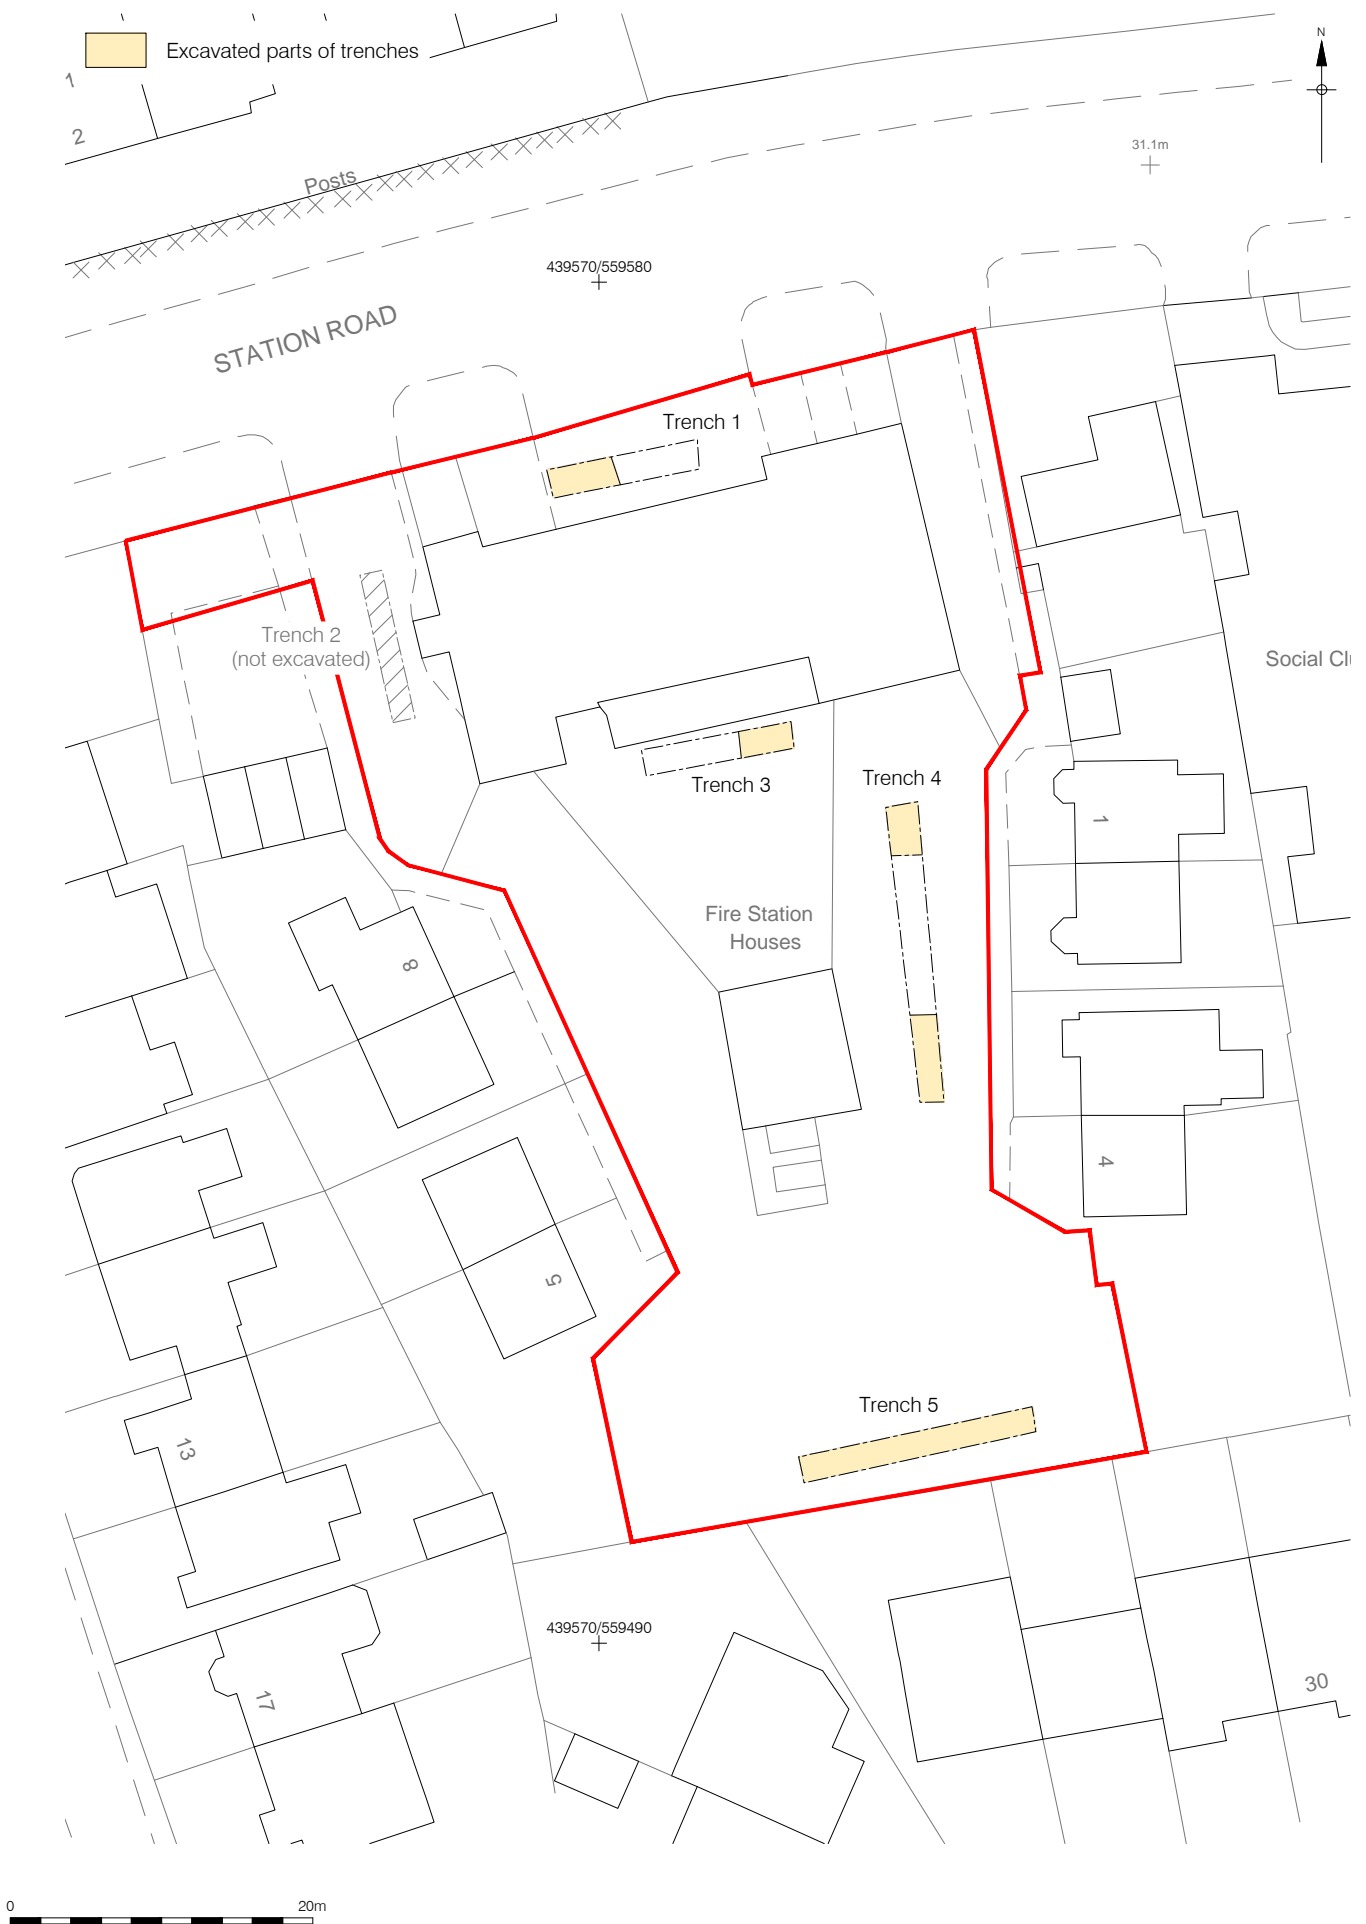 Excavated parts of trenches
N
1
2
Posts
31.1m
439570/559580
STATION ROAD
Trench 1
Trench 2
(not excavated)
Social Clu
Trench 3
Trench 4
1
Fire Station
Houses
8
4
5
Trench 5
13
439570/559490
30
17
0 20m